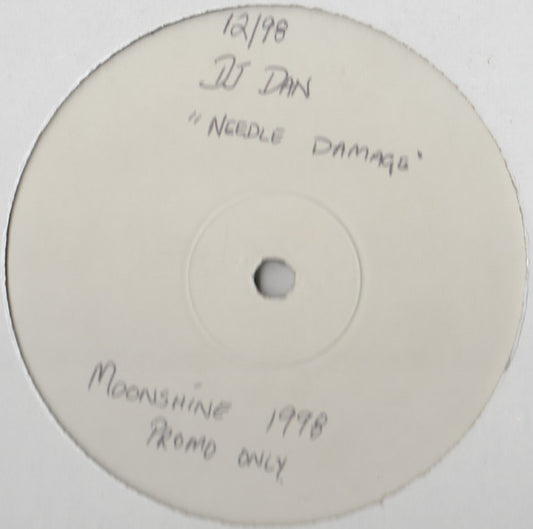 12/98
DJ DAN
"NEEDLE DAMAGE"
MOONSHINE 1998
PROMO ONLY